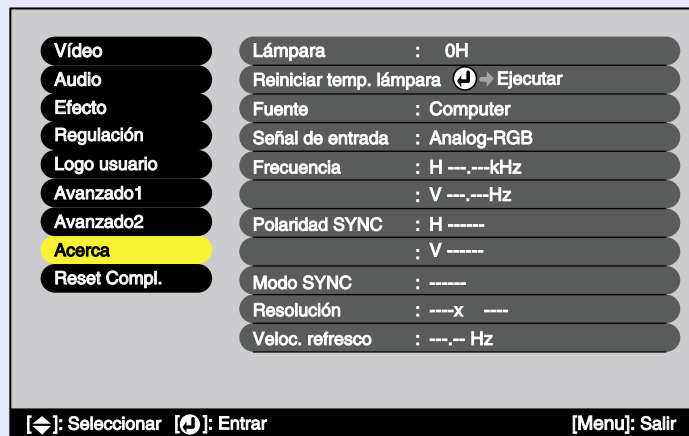 Vídeo
Audio
Efecto
Regulación
Logo usuario
Avanzado1
Avanzado2
Acerca
Reset Compl.
Lámpara : 0H
Reiniciar temp. lámpara Ejecutar
Fuente : Computer
Señal de entrada : Analog-RGB
Frecuencia : H ---.---kHz
: V ---.---Hz
Polaridad SYNC : H ------
: V ------
Modo SYNC : ------
Resolución : ----x ----
Veloc. refresco : ---.-- Hz
[ ]: Seleccionar [ ]: Entrar [Menu]: Salir